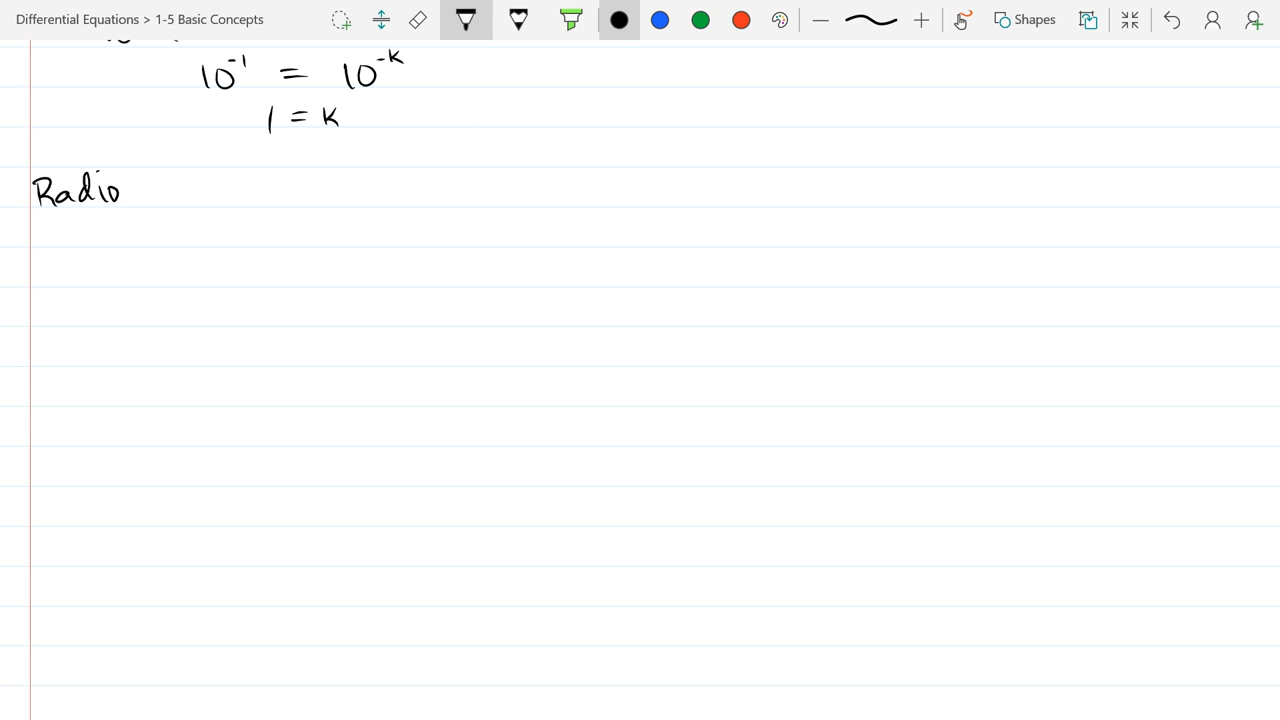 Differential Equations > 1-5 Basic Concepts
Shapes
10⁻¹ = 10⁻ᵏ
1 = k
Radio